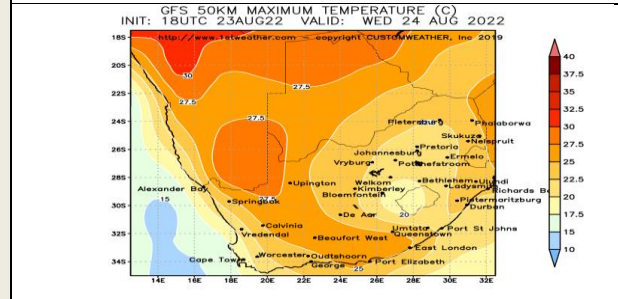 GFS 50KM MAXIMUM TEMPERATURE (C)
INIT: 18UTC 23AUG22 VALID: WED 24 AUG 2022
http://www.1stweather.com copyright CUSTOMWEATHER, Inc 2019
18S
20S
22S
24S
26S
28S
30S
32S
34S
14E 16E 18E 20E 22E 24E 26E 28E 30E 32E
30
27.5
27.5
27.5
27.5
15
20
25
Pietersburg
Phalaborwa
Skukuza
Nelspruit
Pretoria
Johannesburg
Ermelo
Vryburg
Potchefstroom
Alexander Bay
Upington
Welkom
Kimberley
Bethlehem
Ulundi
Ladysmith
Bloemfontein
Richards B
Springbok
Pietermaritzburg
Durban
De Aar
Calvinia
Umtata
Port St Johns
Vredendal
Beaufort West
Queenstown
East London
Cape Town
Worcester
Oudtshoorn
George
Port Elizabeth
40
37.5
35
32.5
30
27.5
25
22.5
20
17.5
15
10